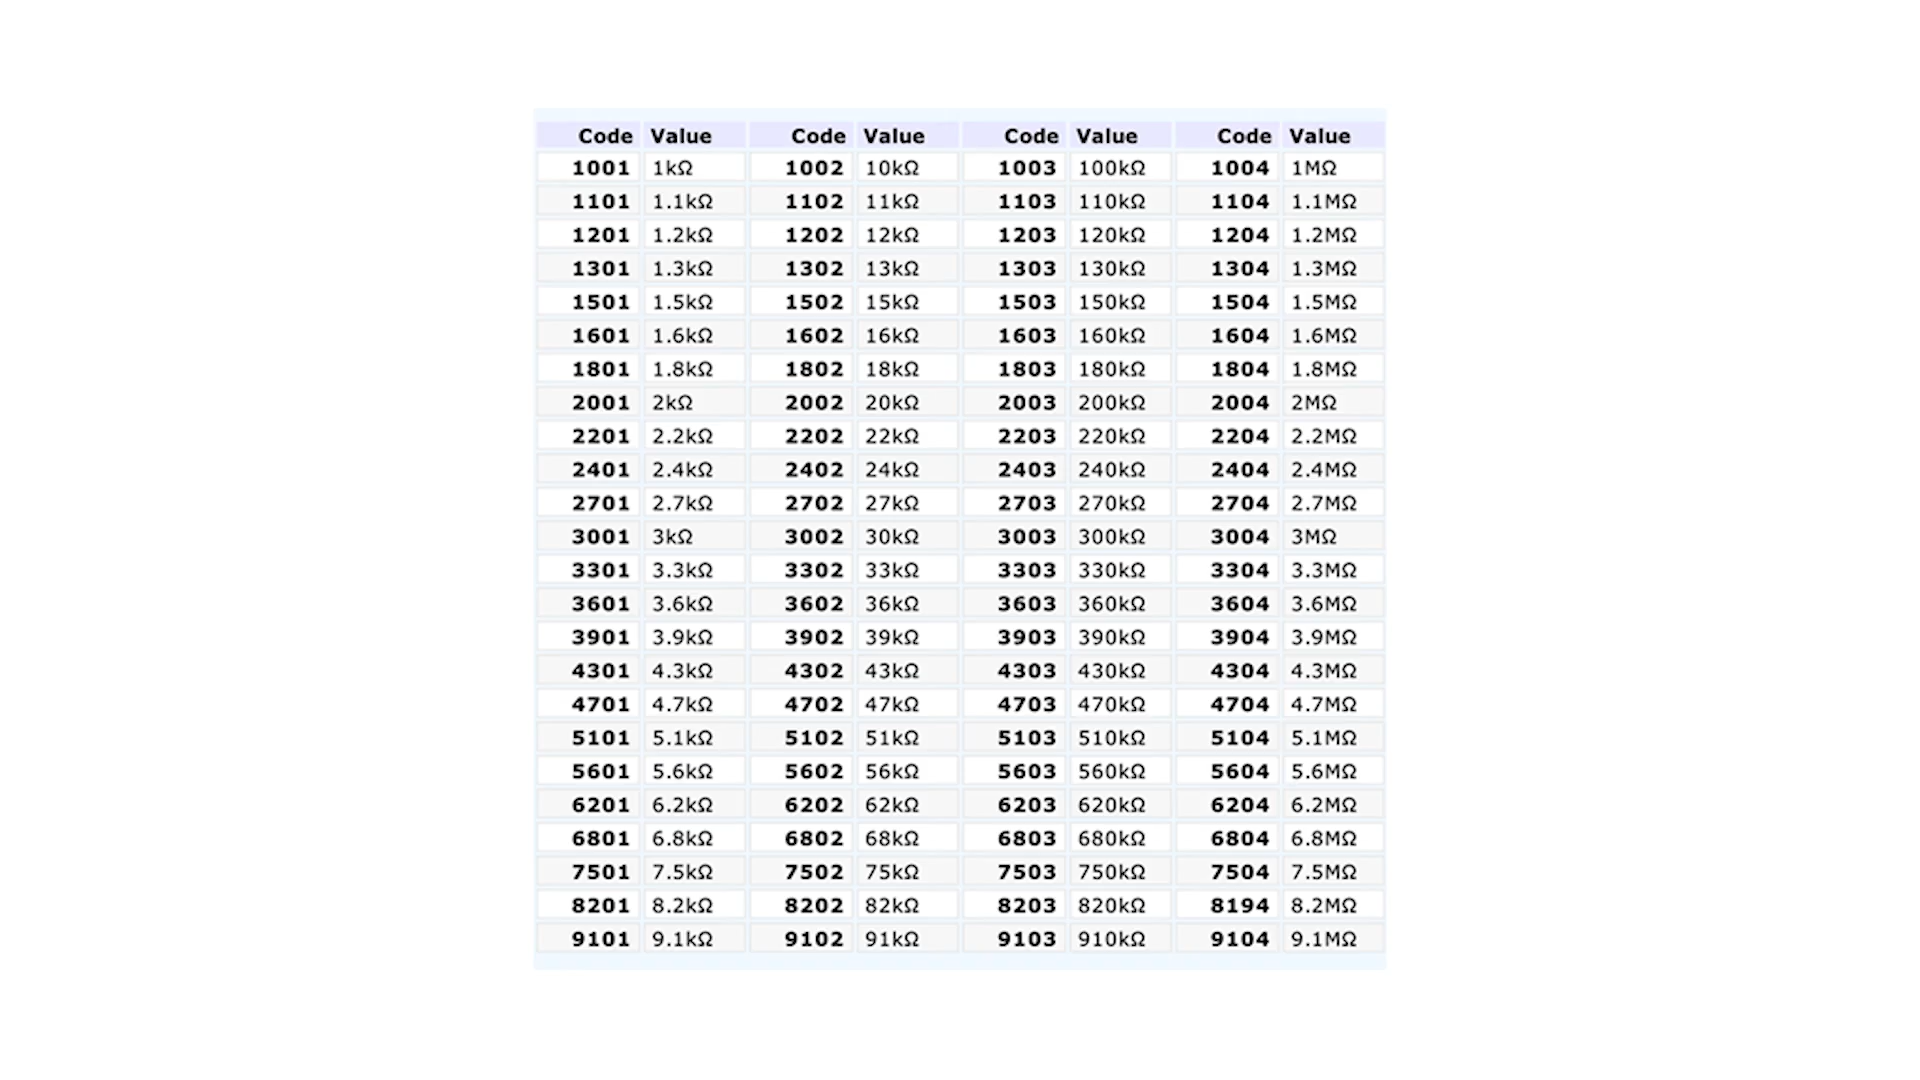 Code Value Code Value Code Value Code Value
1001 1kΩ 1002 10kΩ 1003 100kΩ 1004 1MΩ
1101 1.1kΩ 1102 11kΩ 1103 110kΩ 1104 1.1MΩ
1201 1.2kΩ 1202 12kΩ 1203 120kΩ 1204 1.2MΩ
1301 1.3kΩ 1302 13kΩ 1303 130kΩ 1304 1.3MΩ
1501 1.5kΩ 1502 15kΩ 1503 150kΩ 1504 1.5MΩ
1601 1.6kΩ 1602 16kΩ 1603 160kΩ 1604 1.6MΩ
1801 1.8kΩ 1802 18kΩ 1803 180kΩ 1804 1.8MΩ
2001 2kΩ 2002 20kΩ 2003 200kΩ 2004 2MΩ
2201 2.2kΩ 2202 22kΩ 2203 220kΩ 2204 2.2MΩ
2401 2.4kΩ 2402 24kΩ 2403 240kΩ 2404 2.4MΩ
2701 2.7kΩ 2702 27kΩ 2703 270kΩ 2704 2.7MΩ
3001 3kΩ 3002 30kΩ 3003 300kΩ 3004 3MΩ
3301 3.3kΩ 3302 33kΩ 3303 330kΩ 3304 3.3MΩ
3601 3.6kΩ 3602 36kΩ 3603 360kΩ 3604 3.6MΩ
3901 3.9kΩ 3902 39kΩ 3903 390kΩ 3904 3.9MΩ
4301 4.3kΩ 4302 43kΩ 4303 430kΩ 4304 4.3MΩ
4701 4.7kΩ 4702 47kΩ 4703 470kΩ 4704 4.7MΩ
5101 5.1kΩ 5102 51kΩ 5103 510kΩ 5104 5.1MΩ
5601 5.6kΩ 5602 56kΩ 5603 560kΩ 5604 5.6MΩ
6201 6.2kΩ 6202 62kΩ 6203 620kΩ 6204 6.2MΩ
6801 6.8kΩ 6802 68kΩ 6803 680kΩ 6804 6.8MΩ
7501 7.5kΩ 7502 75kΩ 7503 750kΩ 7504 7.5MΩ
8201 8.2kΩ 8202 82kΩ 8203 820kΩ 8194 8.2MΩ
9101 9.1kΩ 9102 91kΩ 9103 910kΩ 9104 9.1MΩ